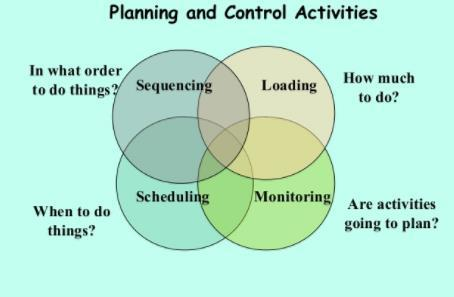 Planning and Control Activities
In what order
to do things?
Sequencing
Loading
How much
to do?
When to do
things?
Scheduling
Monitoring
Are activities
going to plan?